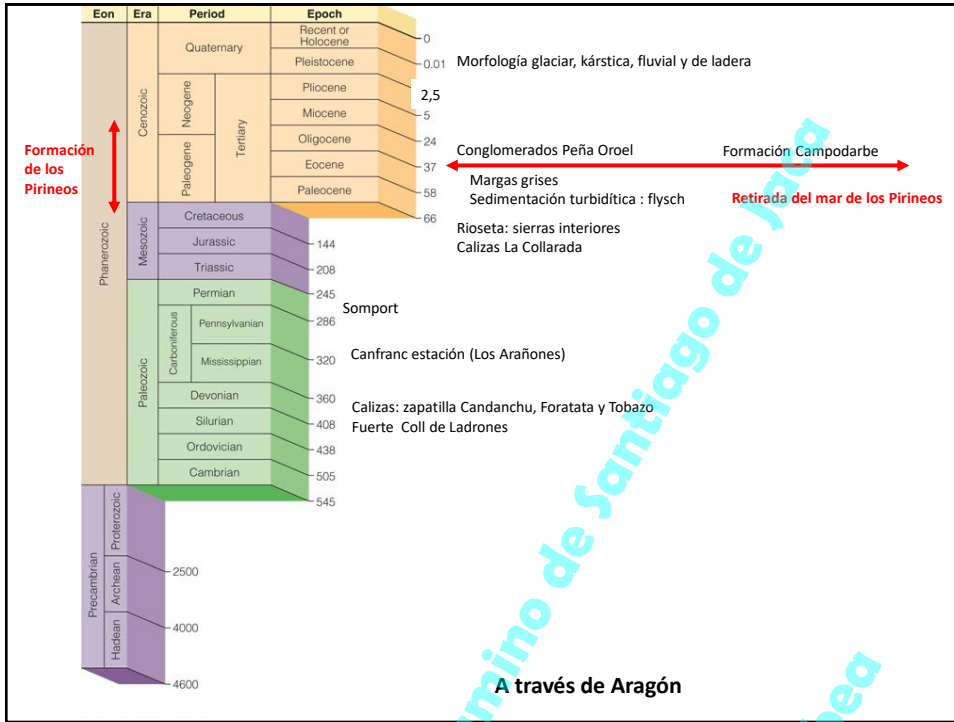 Eon Era Period Epoch
Recent or
Holocene
Quaternary
0
Pleistocene
0.01
Morfología glaciar, kárstica, fluvial y de ladera
Pliocene
2,5
Cenozoic
Neogene
Tertiary
Miocene
5
Oligocene
24
Conglomerados Peña Oroel
Formación Campodarbe
Formación
de los
Pirineos
Paleogene
Eocene
37
Margas grises
Paleocene
58
Sedimentación turbidítica : flysch
Retirada del mar de los Pirineos
66
Phanerozoic
Mesozoic
Cretaceous
Rioseta: sierras interiores
Calizas La Collarada
Jurassic
144
Triassic
208
Permian
245
Somport
Paleozoic
Carboniferous
Pennsylvanian
286
Mississippian
320
Canfranc estación (Los Arañones)
Devonian
360
Calizas: zapatilla Candanchu, Foratata y Tobazo
Silurian
408
Fuerte Coll de Ladrones
Ordovician
438
Cambrian
505
545
Precambrian
Proterozoic
2500
Archean
4000
Hadean
4600
A través de Aragón
mino de Santiago de Jaca
pea